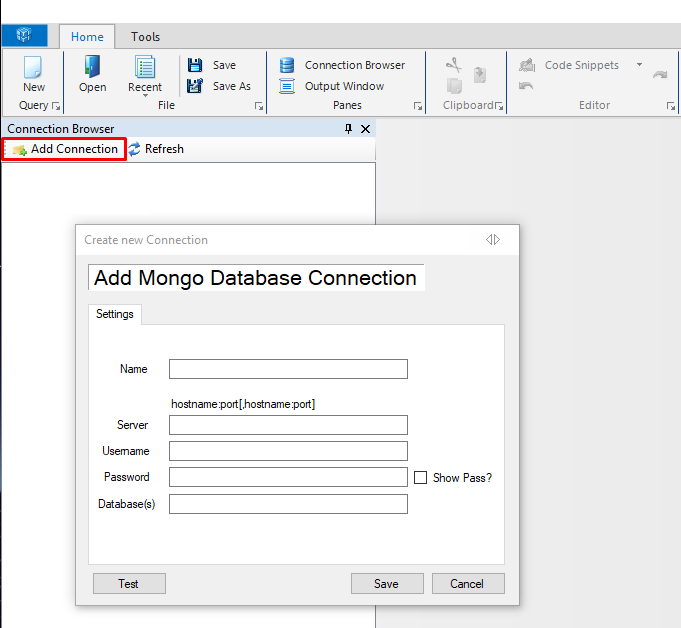 Home Tools
New Open Recent Save Connection Browser Code Snippets
Save As Output Window
Query File Panes Clipboard Editor
Connection Browser
Add Connection Refresh
Create new Connection
Add Mongo Database Connection
Settings
Name
hostname:port[,hostname:port]
Server
Username
Password Show Pass?
Database(s)
Test Save Cancel